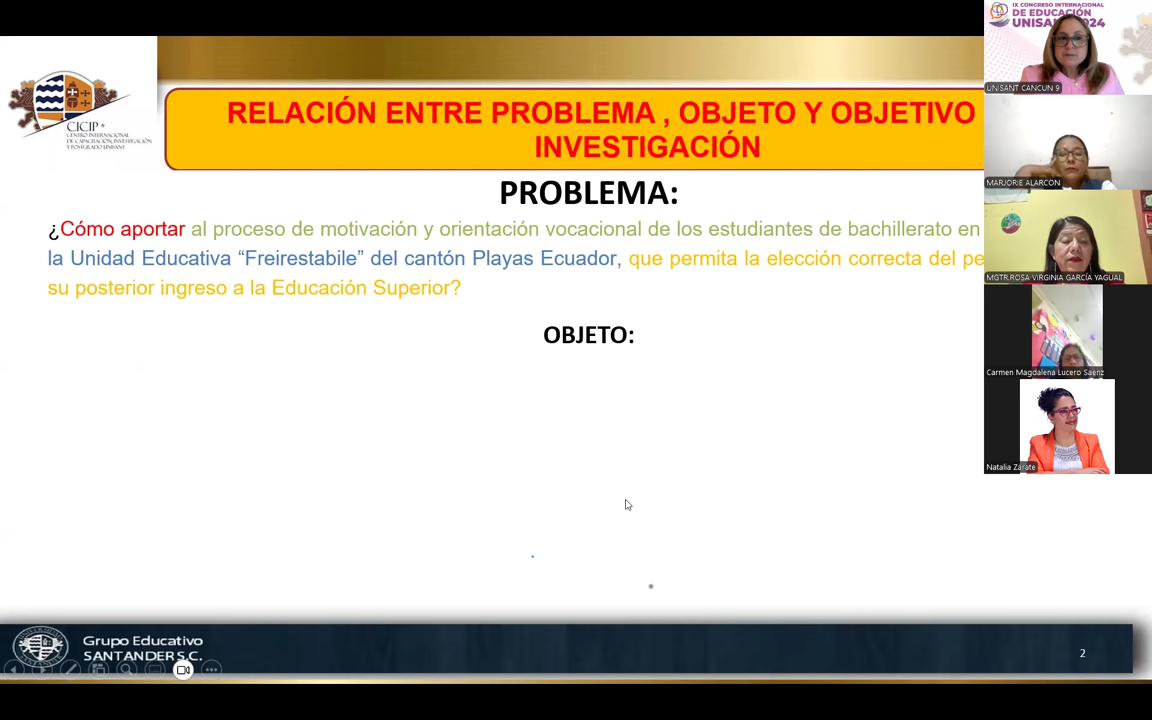 CICIP
CENTRO INTERNACIONAL
DE CAPACITACIÓN, INVESTIGACIÓN
Y POSTGRADO UNISANT
RELACIÓN ENTRE PROBLEMA , OBJETO Y OBJETIVO
INVESTIGACIÓN
PROBLEMA:
¿Cómo aportar al proceso de motivación y orientación vocacional de los estudiantes de bachillerato en
la Unidad Educativa “Freirestabile” del cantón Playas Ecuador, que permita la elección correcta del pe
su posterior ingreso a la Educación Superior?
OBJETO:
Grupo Educativo
SANTANDER S.C.
2
IX CONGRESO INTERNACIONAL
DE EDUCACIÓN
UNISAN 2024
UNISANT CANCUN 9
MARJORIE ALARCON
MGTR.ROSA VIRGINIA GARCÍA YAGUAL
Carmen Magdalena Lucero Saenz
Natalia Zárate